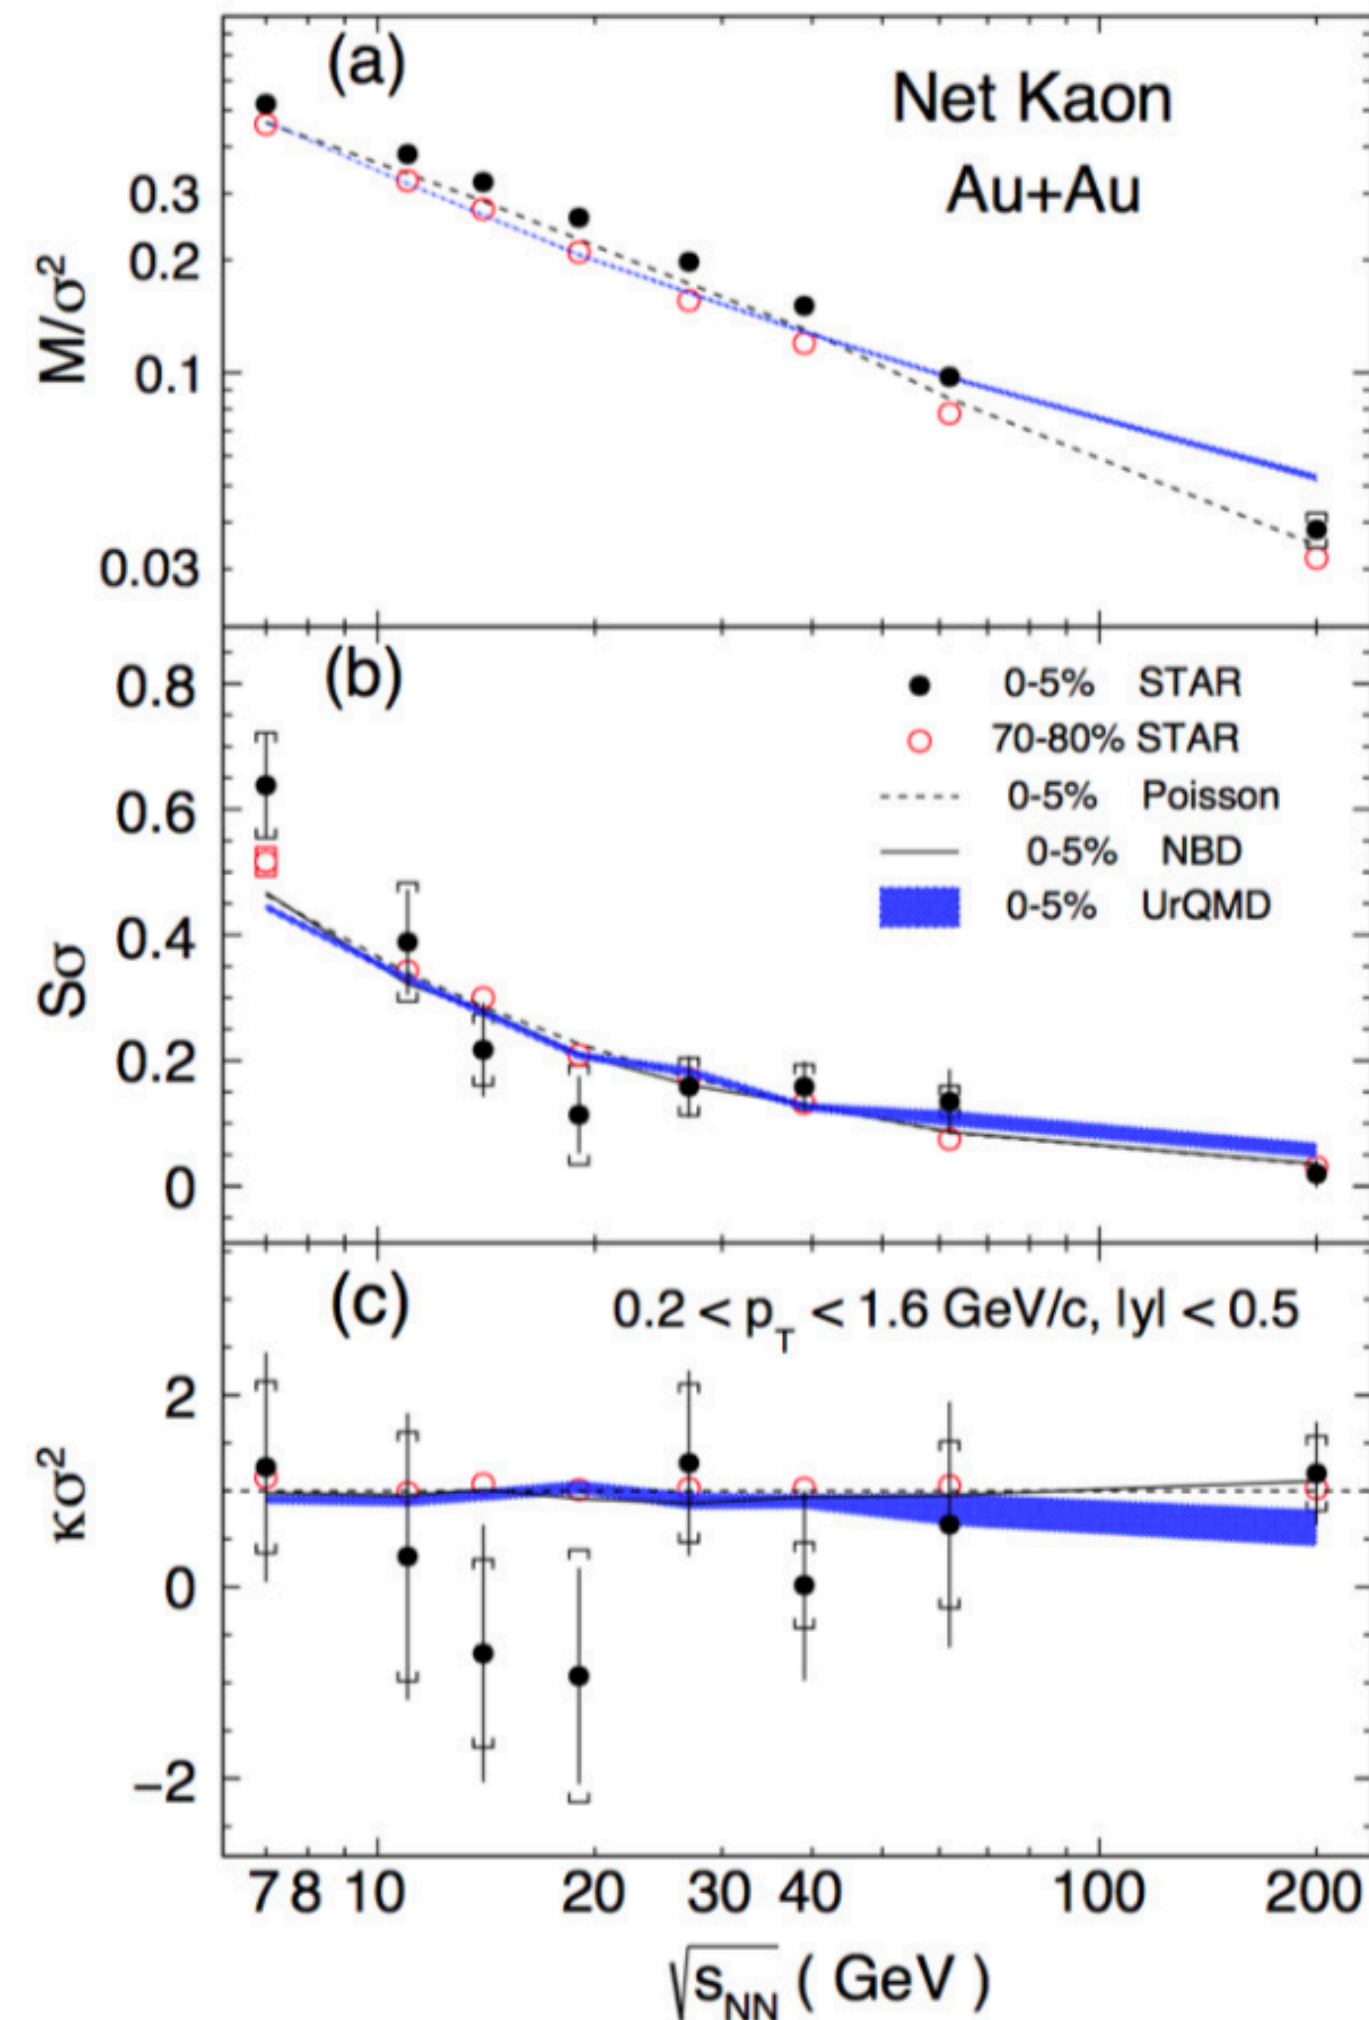 (a)
Net Kaon
Au+Au
M/σ²
0.3
0.2
0.1
0.03
(b)
0-5% STAR
70-80% STAR
0-5% Poisson
0-5% NBD
0-5% UrQMD
Sσ
0.8
0.6
0.4
0.2
0
(c)
0.2 < p_T < 1.6 GeV/c, |y| < 0.5
κσ²
2
0
−2
7 8 10 20 30 40 100 200
√s_NN ( GeV )